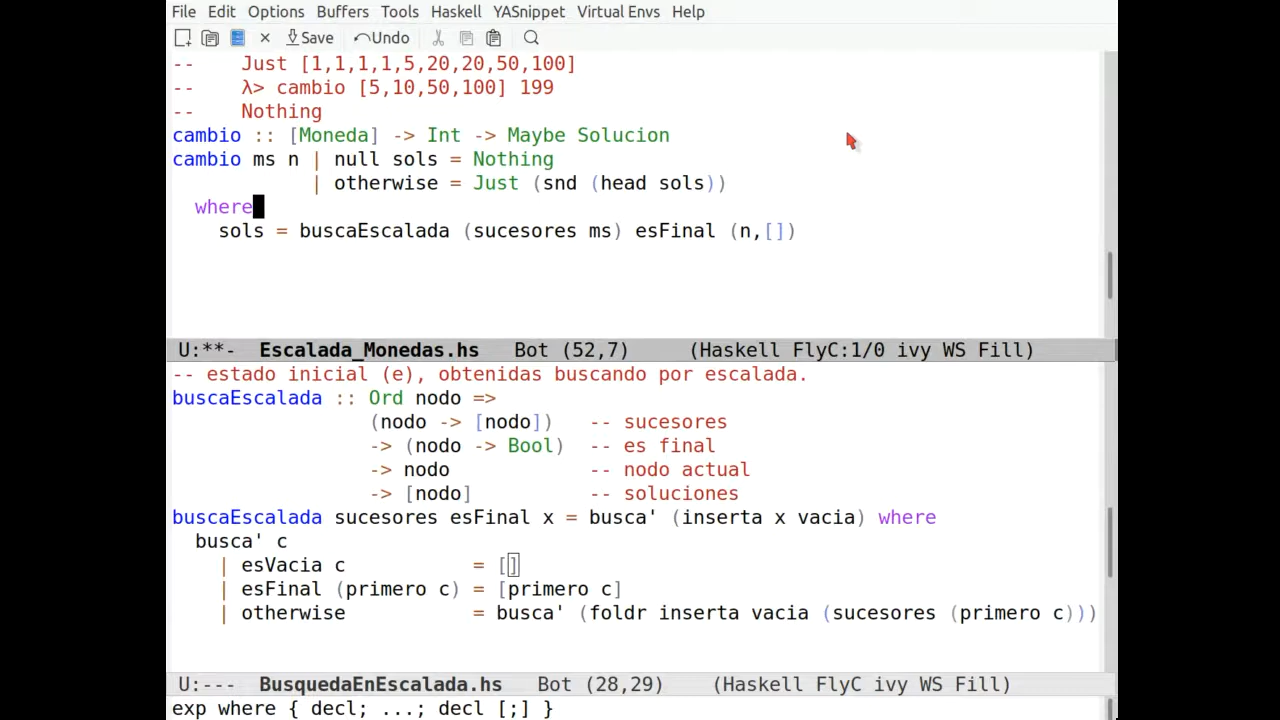 File Edit Options Buffers Tools Haskell YASnippet Virtual Envs Help
Save Undo
--    Just [1,1,1,1,5,20,20,50,100]
--    λ> cambio [5,10,50,100] 199
--    Nothing
cambio :: [Moneda] -> Int -> Maybe Solucion
cambio ms n | null sols = Nothing
            | otherwise = Just (snd (head sols))
  where
    sols = buscaEscalada (sucesores ms) esFinal (n,[])
U:**-  Escalada_Monedas.hs   Bot (52,7)     (Haskell FlyC:1/0 ivy WS Fill)
-- estado inicial (e), obtenidas buscando por escalada.
buscaEscalada :: Ord nodo =>
                 (nodo -> [nodo])   -- sucesores
                 -> (nodo -> Bool)  -- es final
                 -> nodo            -- nodo actual
                 -> [nodo]          -- soluciones
buscaEscalada sucesores esFinal x = busca' (inserta x vacia) where
  busca' c
    | esVacia c           = []
    | esFinal (primero c) = [primero c]
    | otherwise           = busca' (foldr inserta vacia (sucesores (primero c)))
U:---  BusquedaEnEscalada.hs   Bot (28,29)     (Haskell FlyC ivy WS Fill)
exp where { decl; ...; decl [;] }